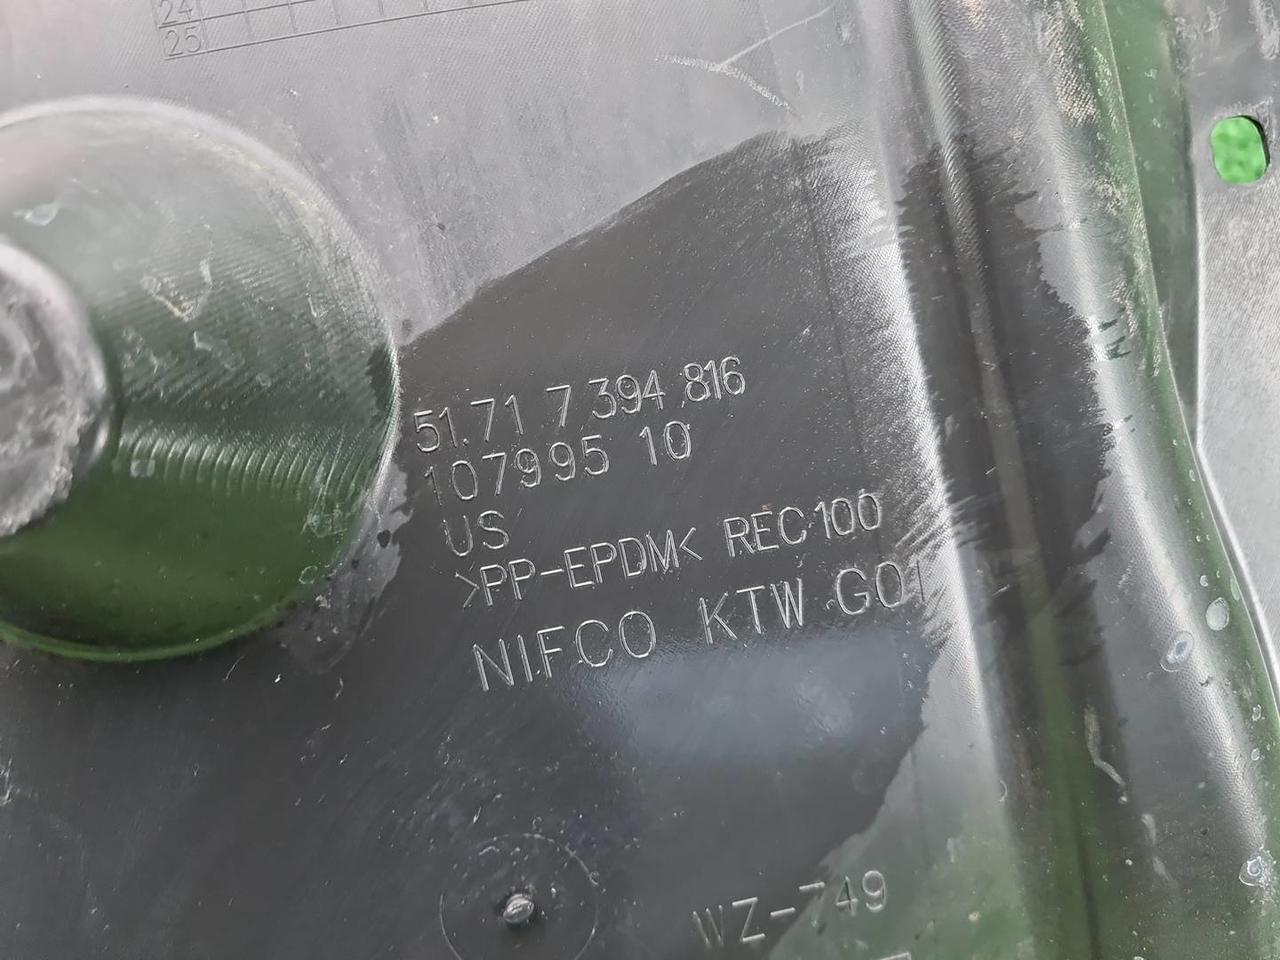 24
25
51.71 7 394 816
107995 10
US
>PP-EPDM< REC100
NIFCO KTW G01
WZ-749